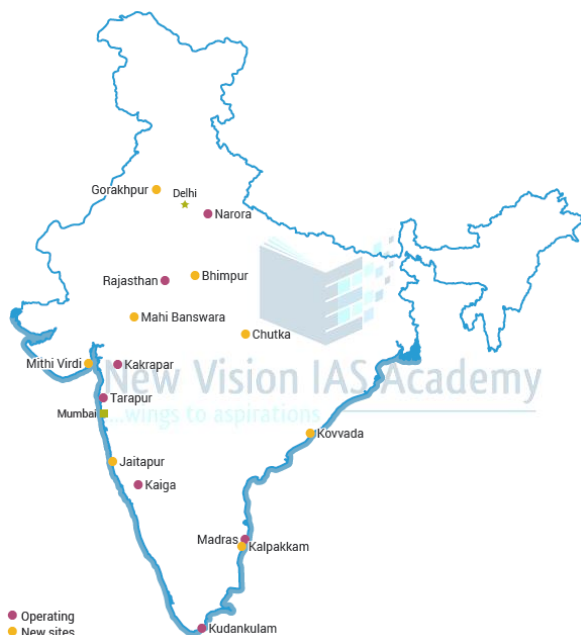 Gorakhpur
Delhi
Narora
Rajasthan
Bhimpur
Mahi Banswara
Chutka
Mithi Virdi
Kakrapar
New Vision IAS Academy
Tarapur
Mumbai
...wings to aspirations
Kovvada
Jaitapur
Kaiga
Madras
Kalpakkam
Operating
New sites
Kudankulam